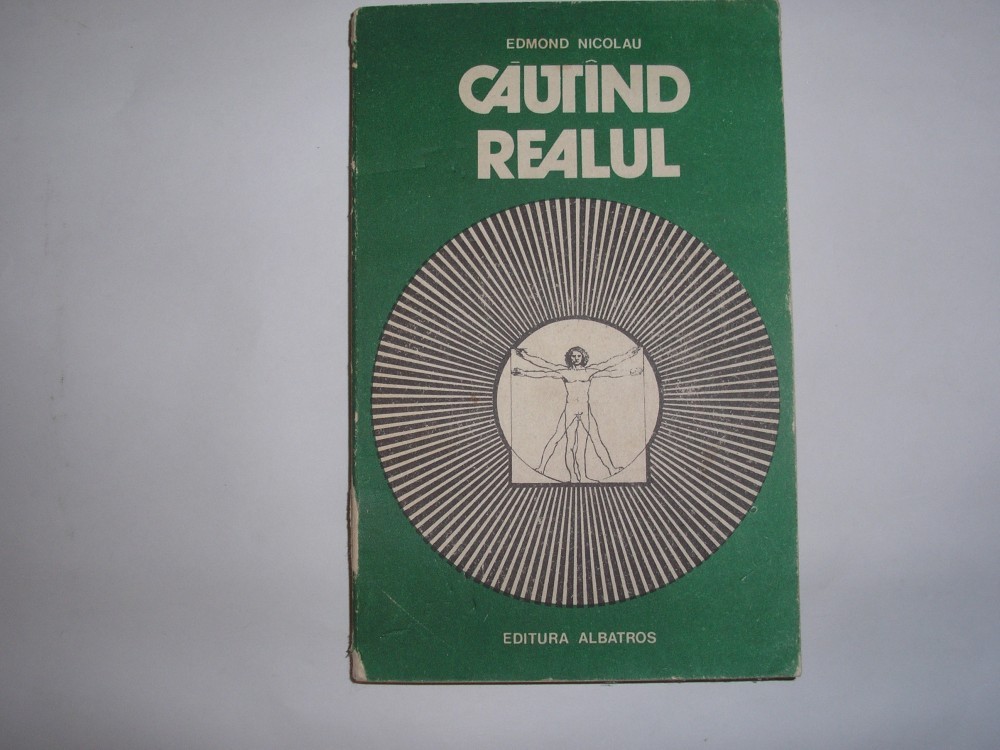 EDMOND NICOLAU
CĂUTÎND
REALUL
EDITURA ALBATROS